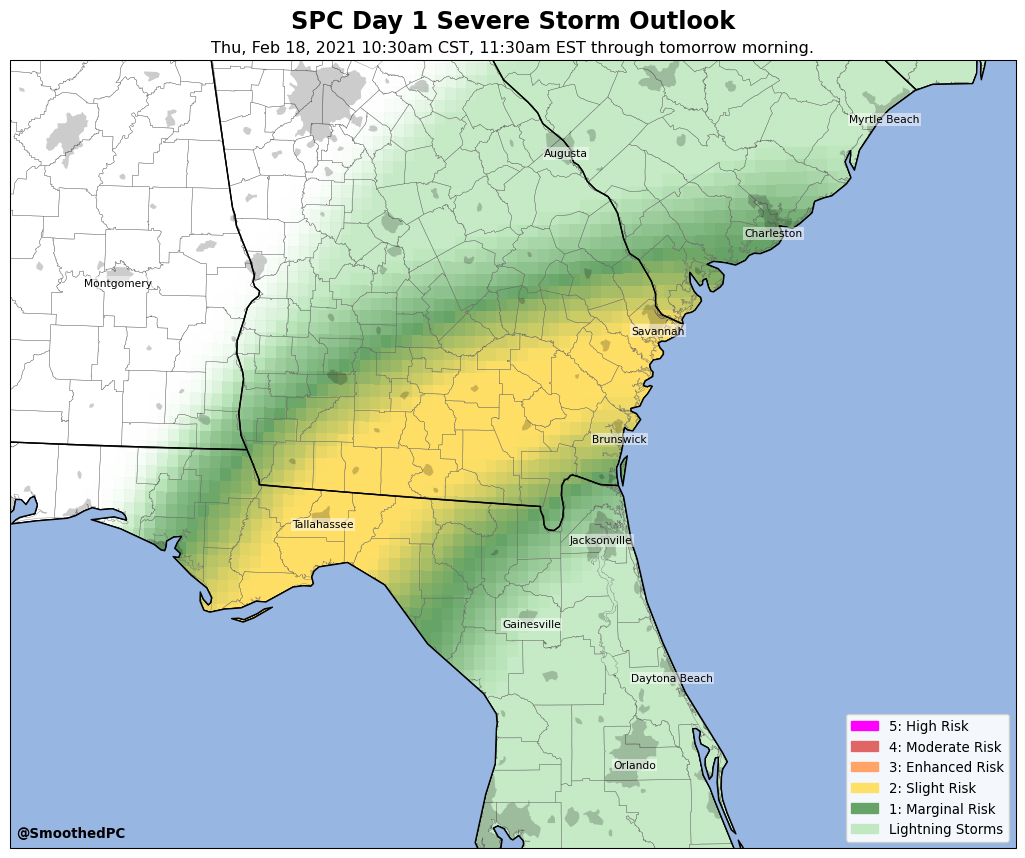 SPC Day 1 Severe Storm Outlook
Thu, Feb 18, 2021 10:30am CST, 11:30am EST through tomorrow morning.
Myrtle Beach
Augusta
Charleston
Montgomery
Savannah
Brunswick
Tallahassee
Jacksonville
Gainesville
Daytona Beach
Orlando
5: High Risk
4: Moderate Risk
3: Enhanced Risk
2: Slight Risk
1: Marginal Risk
Lightning Storms
@SmoothedPC